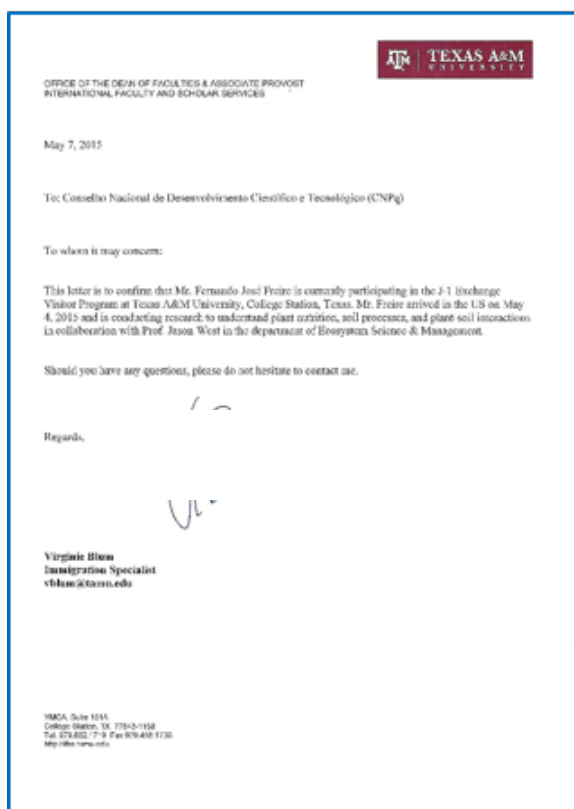 ATM TEXAS A&M
UNIVERSITY
OFFICE OF THE DEAN OF FACULTIES & ASSOCIATE PROVOST
INTERNATIONAL FACULTY AND SCHOLAR SERVICES
May 7, 2015
To: Conselho Nacional de Desenvolvimento Científico e Tecnológico (CNPq)
To whom it may concern:
This letter is to confirm that Mr. Fernando José Freire is currently participating in the J-1 Exchange
Visitor Program at Texas A&M University, College Station, Texas. Mr. Freire arrived in the US on May
4, 2015 and is conducting research to understand plant nutrition, soil processes, and plant-soil interactions
in collaboration with Prof. Jason West in the department of Ecosystem Science & Management.
Should you have any questions, please do not hesitate to contact me.
Regards,
Virginie Blum
Immigration Specialist
vblum@tamu.edu
YMCA, Suite 101A
College Station, TX
Tel. Fax